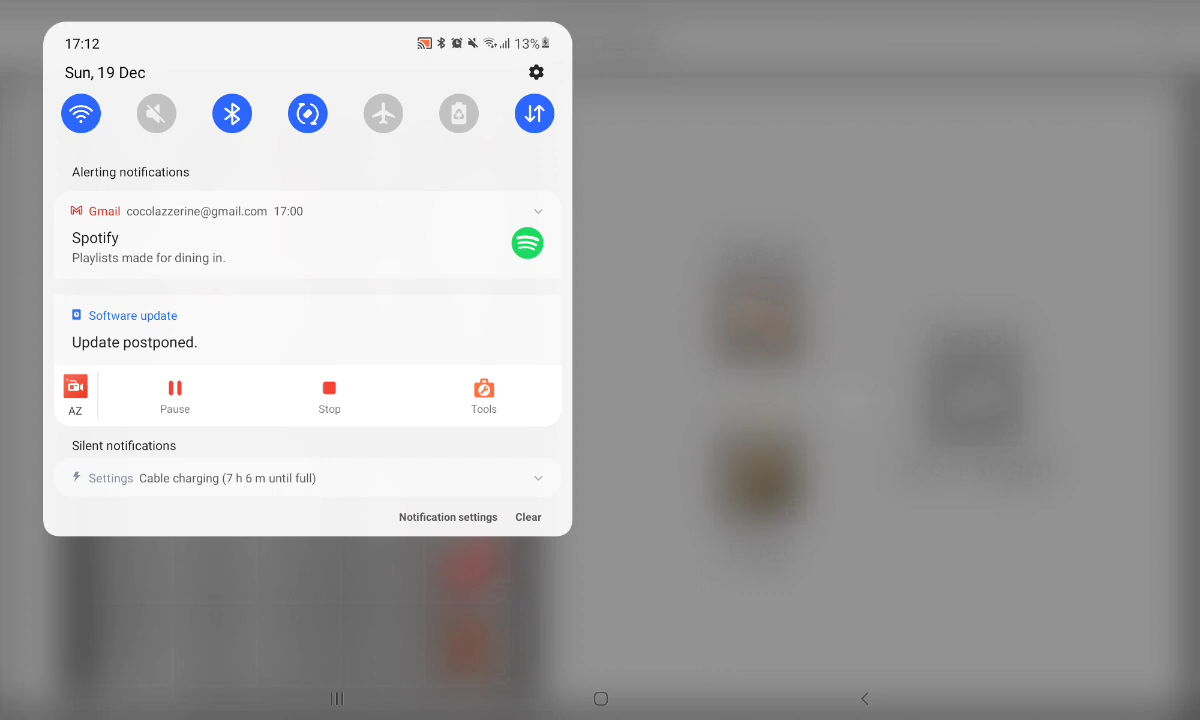 17:12
13%
Sun, 19 Dec
Alerting notifications
Gmail cocolazzerine@gmail.com 17:00
Spotify
Playlists made for dining in.
Software update
Update postponed.
AZ
Pause
Stop
Tools
Silent notifications
Settings Cable charging (7 h 6 m until full)
Notification settings
Clear